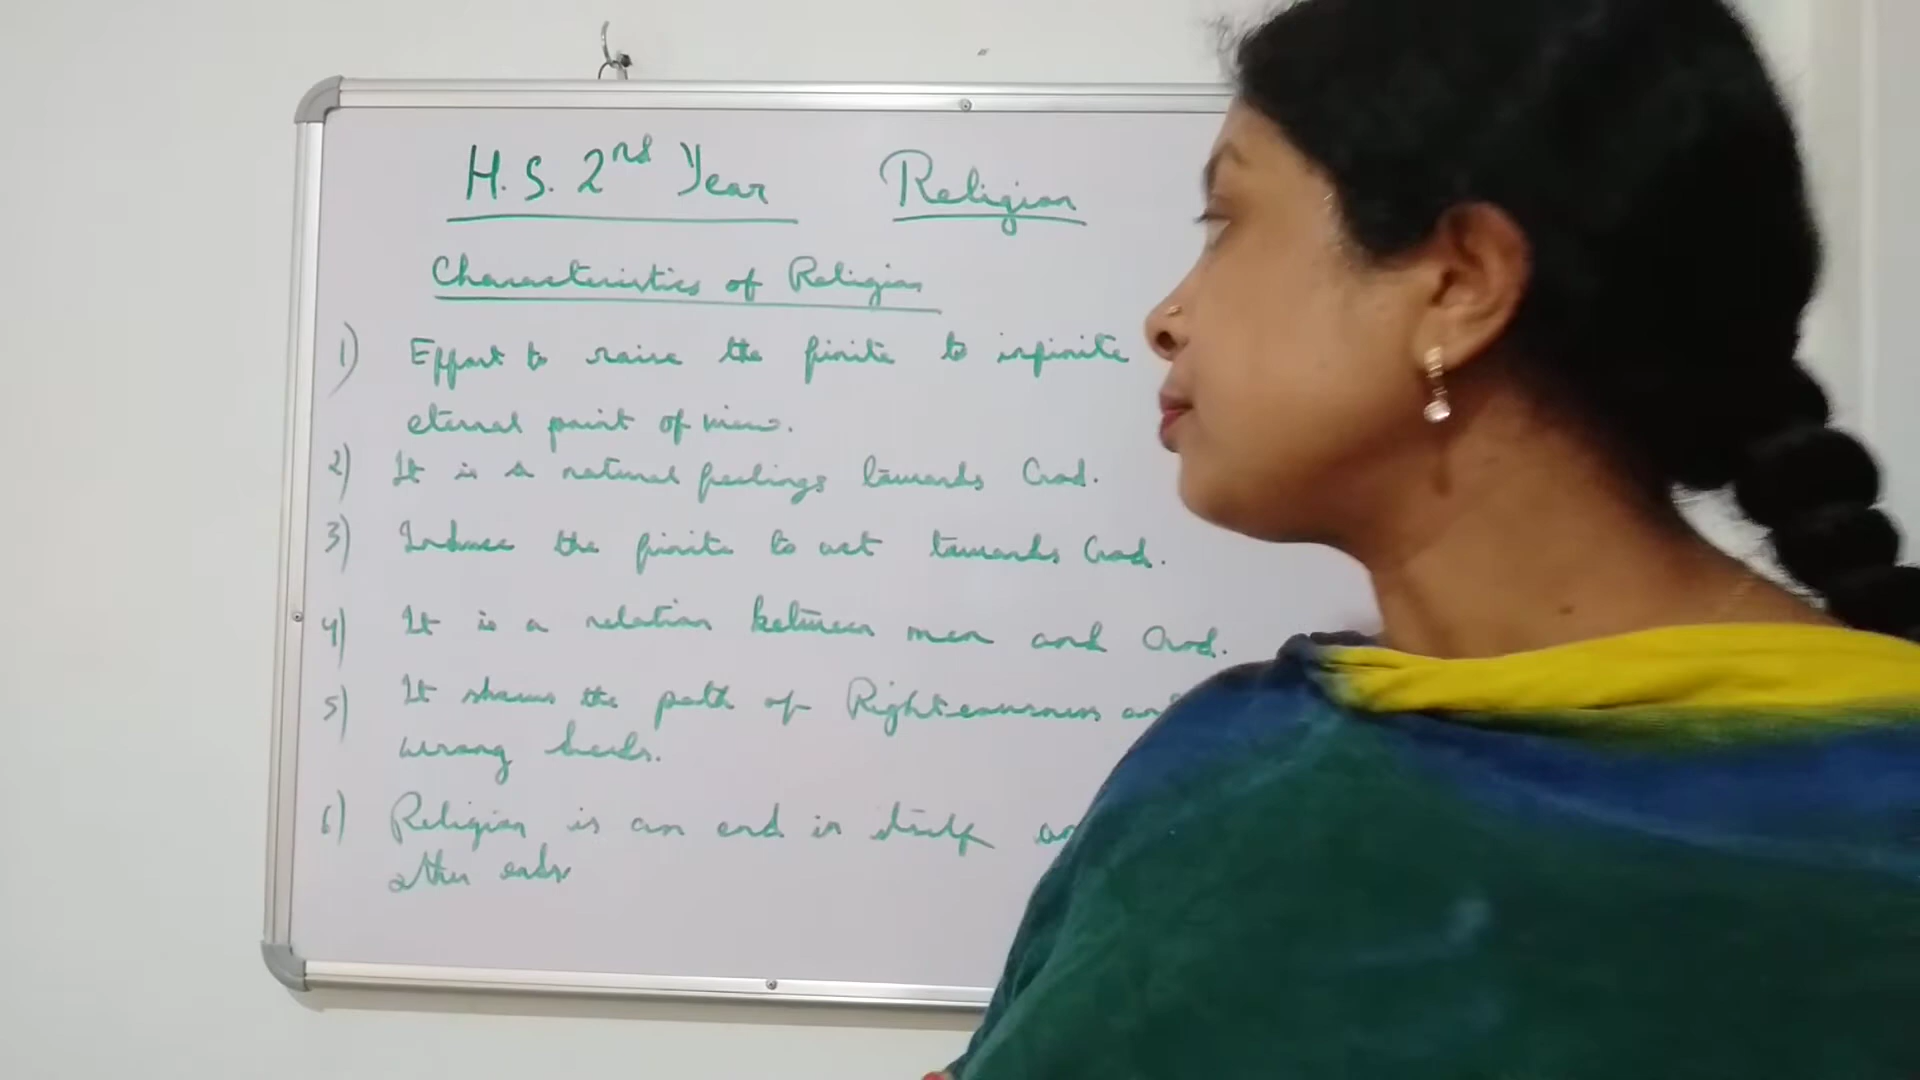 H. S. 2nd Year Religion
Characteristics of Religion
1) Effort to raise the finite to infinite
eternal point of view.
2) It is a natural feelings towards God.
3) Induce the finite to act towards God.
4) It is a relation between men and God.
5) It shows the path of Righteousness
wrong deeds.
6) Religion is an end in itself
other ends